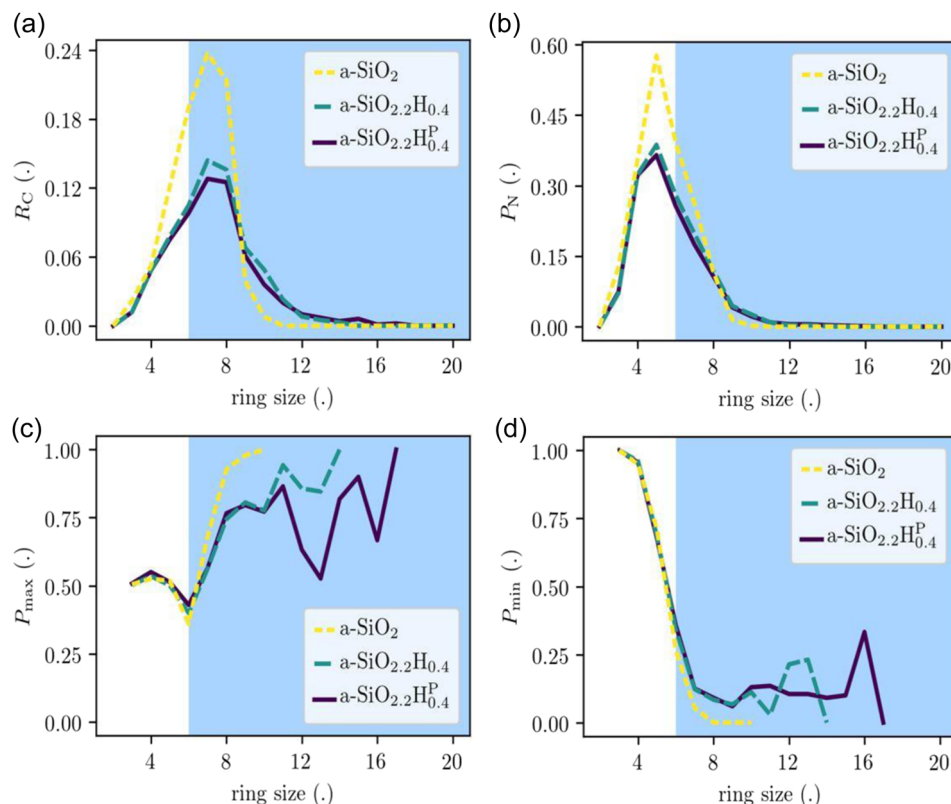 (a)
0.24
0.18
0.12
0.06
0.00
R_C (.)
a-SiO₂
a-SiO₂.₂H₀.₄
a-SiO₂.₂Hᴾ₀.₄
4 8 12 16 20
ring size (.)
(b)
0.60
0.45
0.30
0.15
0.00
P_N (.)
a-SiO₂
a-SiO₂.₂H₀.₄
a-SiO₂.₂Hᴾ₀.₄
4 8 12 16 20
ring size (.)
(c)
1.00
0.75
0.50
0.25
0.00
P_max (.)
a-SiO₂
a-SiO₂.₂H₀.₄
a-SiO₂.₂Hᴾ₀.₄
4 8 12 16 20
ring size (.)
(d)
1.00
0.75
0.50
0.25
0.00
P_min (.)
a-SiO₂
a-SiO₂.₂H₀.₄
a-SiO₂.₂Hᴾ₀.₄
4 8 12 16 20
ring size (.)